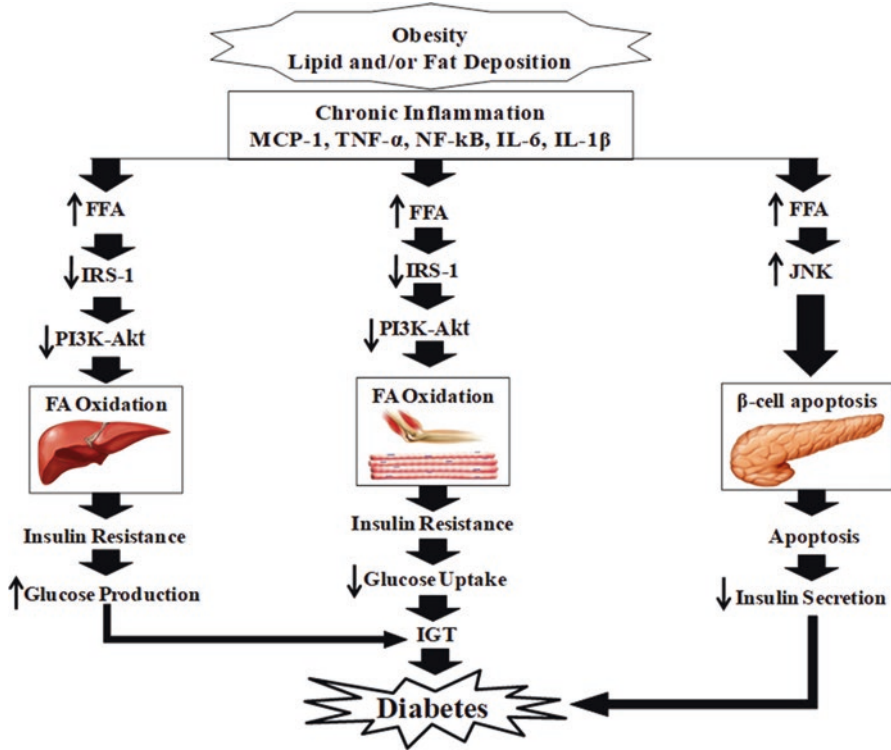 Obesity
Lipid and/or Fat Deposition
Chronic Inflammation
MCP-1, TNF-α, NF-kB, IL-6, IL-1β
↑ FFA
↓ IRS-1
↓ PI3K-Akt
FA Oxidation
Insulin Resistance
↑ Glucose Production
↑ FFA
↓ IRS-1
↓ PI3K-Akt
FA Oxidation
Insulin Resistance
↓ Glucose Uptake
IGT
↑ FFA
↑ JNK
β-cell apoptosis
Apoptosis
↓ Insulin Secretion
Diabetes